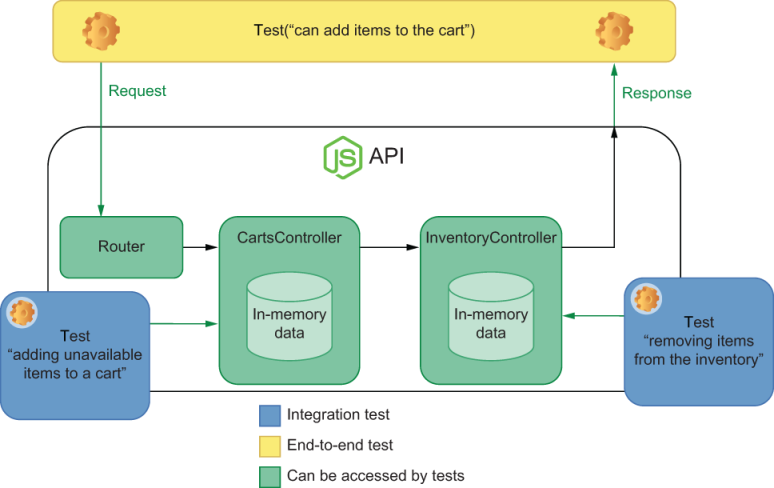 Test(“can add items to the cart”)
Request
Response
JS API
Router
CartsController
InventoryController
In-memory
data
In-memory
data
Test
“adding unavailable
items to a cart”
Test
“removing items
from the inventory”
Integration test
End-to-end test
Can be accessed by tests